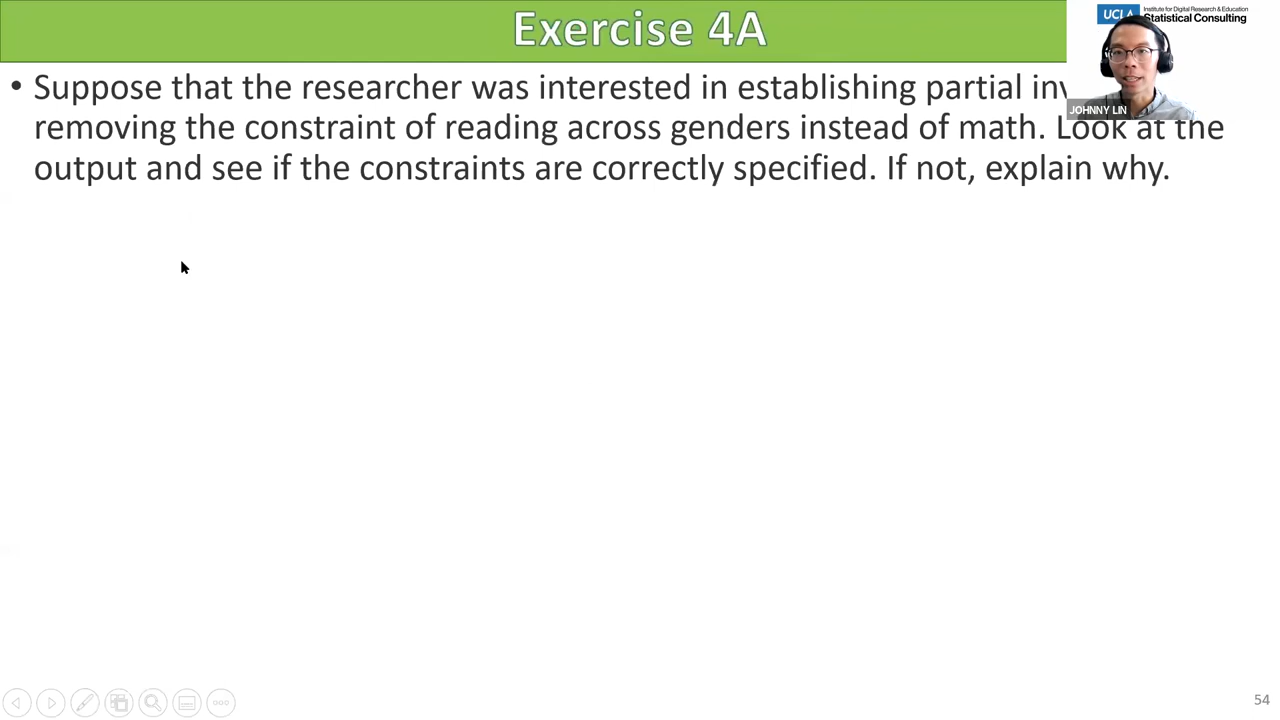 Exercise 4A
UCLA
Institute for Digital Research & Education
Statistical Consulting
JOHNNY LIN
• Suppose that the researcher was interested in establishing partial
removing the constraint of reading across genders instead of math. Look at the
output and see if the constraints are correctly specified. If not, explain why.
54